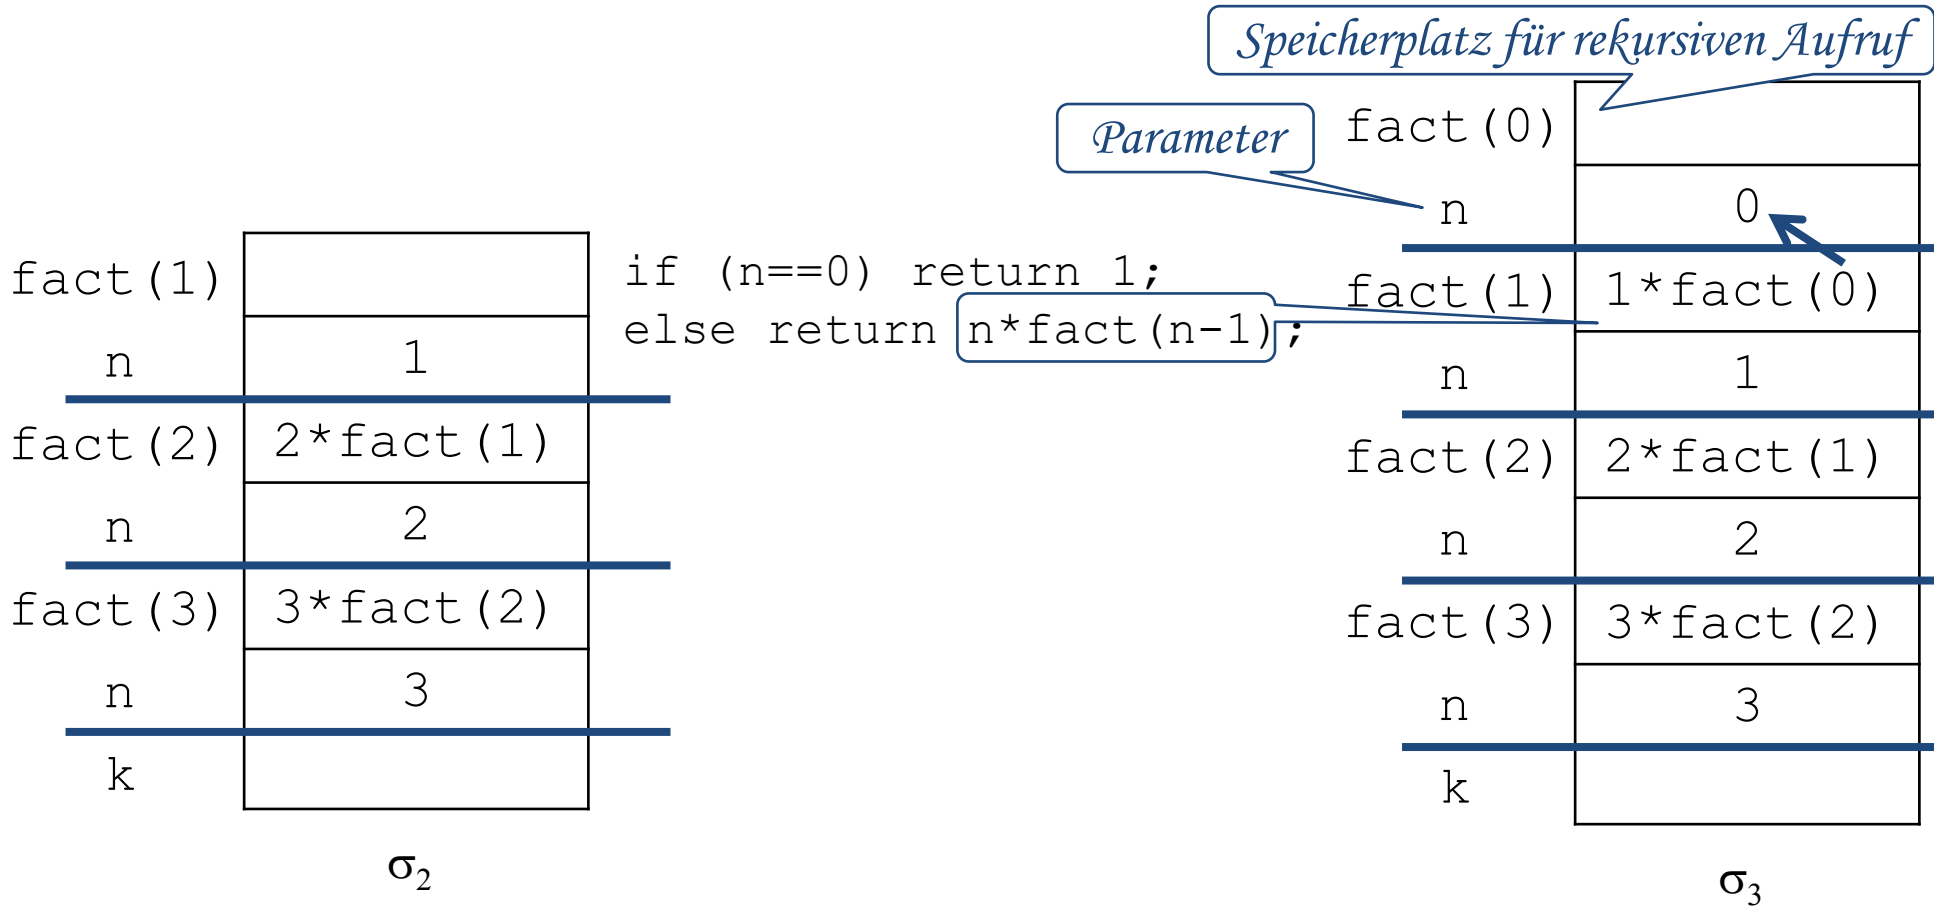 Speicherplatz für rekursiven Aufruf
Parameter
fact(1)
n 1
fact(2) 2*fact(1)
n 2
fact(3) 3*fact(2)
n 3
k
σ2
if (n==0) return 1;
else return n*fact(n-1);
fact(0)
n 0
fact(1) 1*fact(0)
n 1
fact(2) 2*fact(1)
n 2
fact(3) 3*fact(2)
n 3
k
σ3